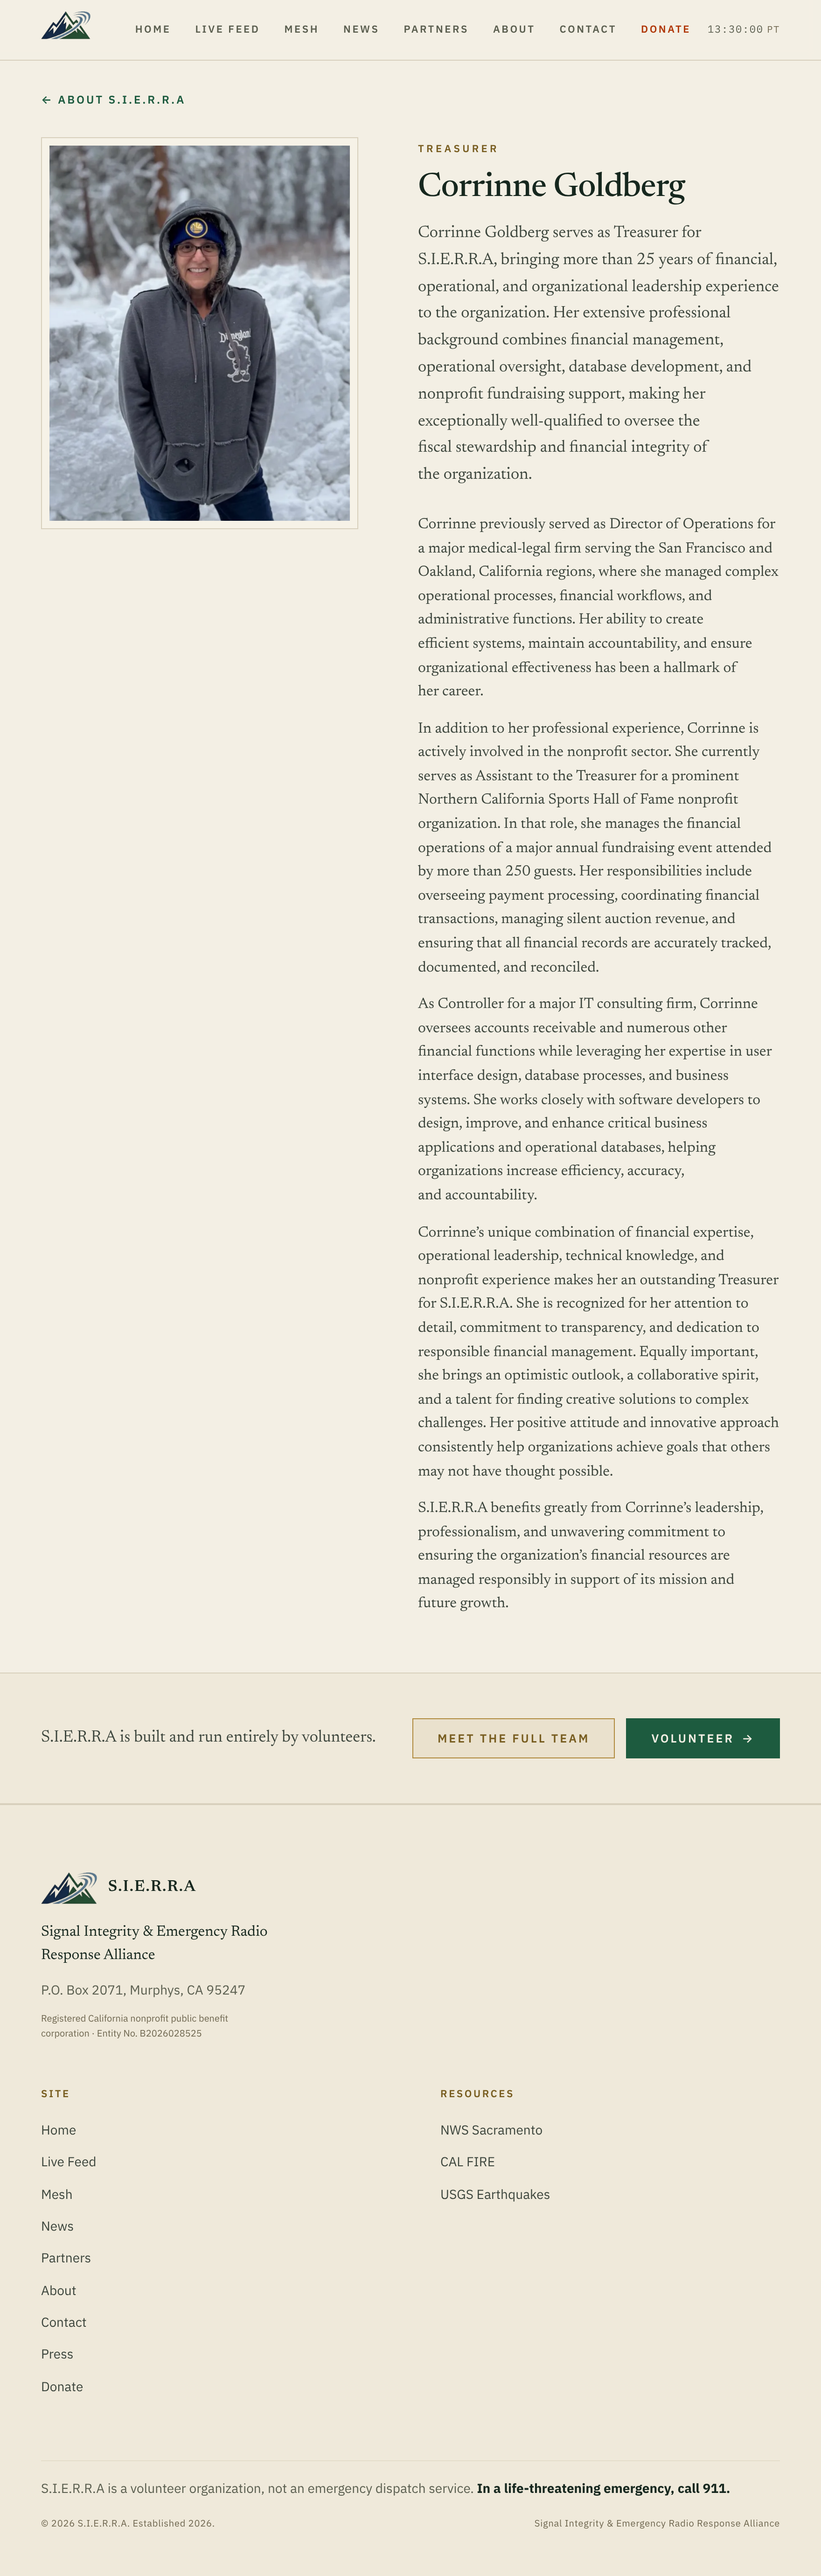 HOME LIVE FEED MESH NEWS PARTNERS ABOUT CONTACT DONATE 13:30:00 PT
← ABOUT S.I.E.R.R.A
Disneyland
TREASURER
Corrinne Goldberg
Corrinne Goldberg serves as Treasurer for
S.I.E.R.R.A, bringing more than 25 years of financial,
operational, and organizational leadership experience
to the organization. Her extensive professional
background combines financial management,
operational oversight, database development, and
nonprofit fundraising support, making her
exceptionally well-qualified to oversee the
fiscal stewardship and financial integrity of
the organization.
Corrinne previously served as Director of Operations for
a major medical-legal firm serving the San Francisco and
Oakland, California regions, where she managed complex
operational processes, financial workflows, and
administrative functions. Her ability to create
efficient systems, maintain accountability, and ensure
organizational effectiveness has been a hallmark of
her career.
In addition to her professional experience, Corrinne is
actively involved in the nonprofit sector. She currently
serves as Assistant to the Treasurer for a prominent
Northern California Sports Hall of Fame nonprofit
organization. In that role, she manages the financial
operations of a major annual fundraising event attended
by more than 250 guests. Her responsibilities include
overseeing payment processing, coordinating financial
transactions, managing silent auction revenue, and
ensuring that all financial records are accurately tracked,
documented, and reconciled.
As Controller for a major IT consulting firm, Corrinne
oversees accounts receivable and numerous other
financial functions while leveraging her expertise in user
interface design, database processes, and business
systems. She works closely with software developers to
design, improve, and enhance critical business
applications and operational databases, helping
organizations increase efficiency, accuracy,
and accountability.
Corrinne’s unique combination of financial expertise,
operational leadership, technical knowledge, and
nonprofit experience makes her an outstanding Treasurer
for S.I.E.R.R.A. She is recognized for her attention to
detail, commitment to transparency, and dedication to
responsible financial management. Equally important,
she brings an optimistic outlook, a collaborative spirit,
and a talent for finding creative solutions to complex
challenges. Her positive attitude and innovative approach
consistently help organizations achieve goals that others
may not have thought possible.
S.I.E.R.R.A benefits greatly from Corrinne’s leadership,
professionalism, and unwavering commitment to
ensuring the organization’s financial resources are
managed responsibly in support of its mission and
future growth.
S.I.E.R.R.A is built and run entirely by volunteers.
MEET THE FULL TEAM
VOLUNTEER →
S.I.E.R.R.A
Signal Integrity & Emergency Radio
Response Alliance
P.O. Box 2071, Murphys, CA 95247
Registered California nonprofit public benefit
corporation · Entity No. B2026028525
SITE
Home
Live Feed
Mesh
News
Partners
About
Contact
Press
Donate
RESOURCES
NWS Sacramento
CAL FIRE
USGS Earthquakes
S.I.E.R.R.A is a volunteer organization, not an emergency dispatch service. In a life-threatening emergency, call 911.
© 2026 S.I.E.R.R.A. Established 2026.
Signal Integrity & Emergency Radio Response Alliance